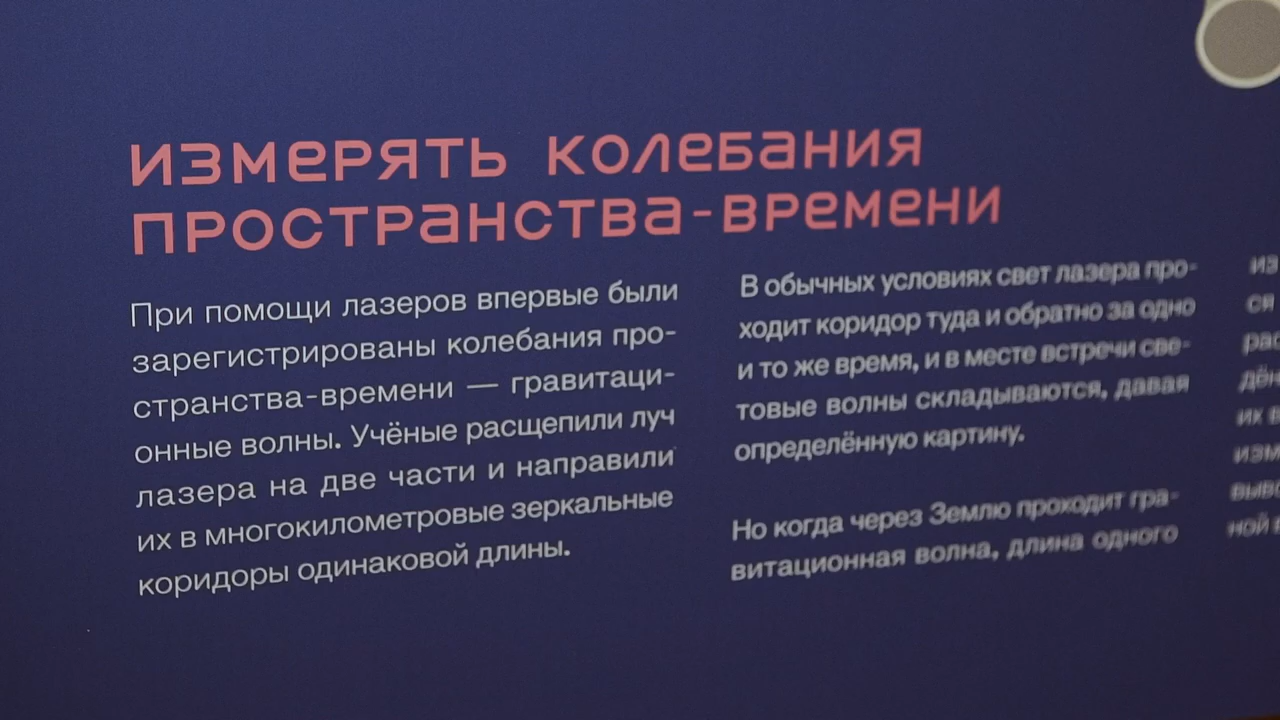 измерять колебания
пространства-времени
При помощи лазеров впервые были
зарегистрированы колебания про-
странства-времени — гравитаци-
онные волны. Учёные расщепили луч
лазера на две части и направили
их в многокилометровые зеркальные
коридоры одинаковой длины.
В обычных условиях свет лазера про-
ходит коридор туда и обратно за одно
и то же время, и в месте встречи све-
товые волны складываются, давая
определённую картину.
Но когда через Землю проходит гра-
витационная волна, длина одного